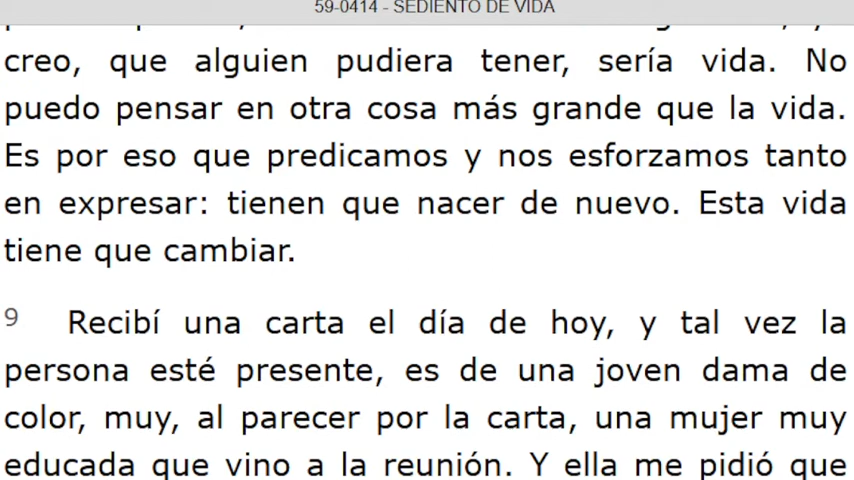 59-0414 - SEDIENTO DE VIDA
creo, que alguien pudiera tener, sería vida. No
puedo pensar en otra cosa más grande que la vida.
Es por eso que predicamos y nos esforzamos tanto
en expresar: tienen que nacer de nuevo. Esta vida
tiene que cambiar.
9 Recibí una carta el día de hoy, y tal vez la
persona esté presente, es de una joven dama de
color, muy, al parecer por la carta, una mujer muy
educada que vino a la reunión. Y ella me pidió que